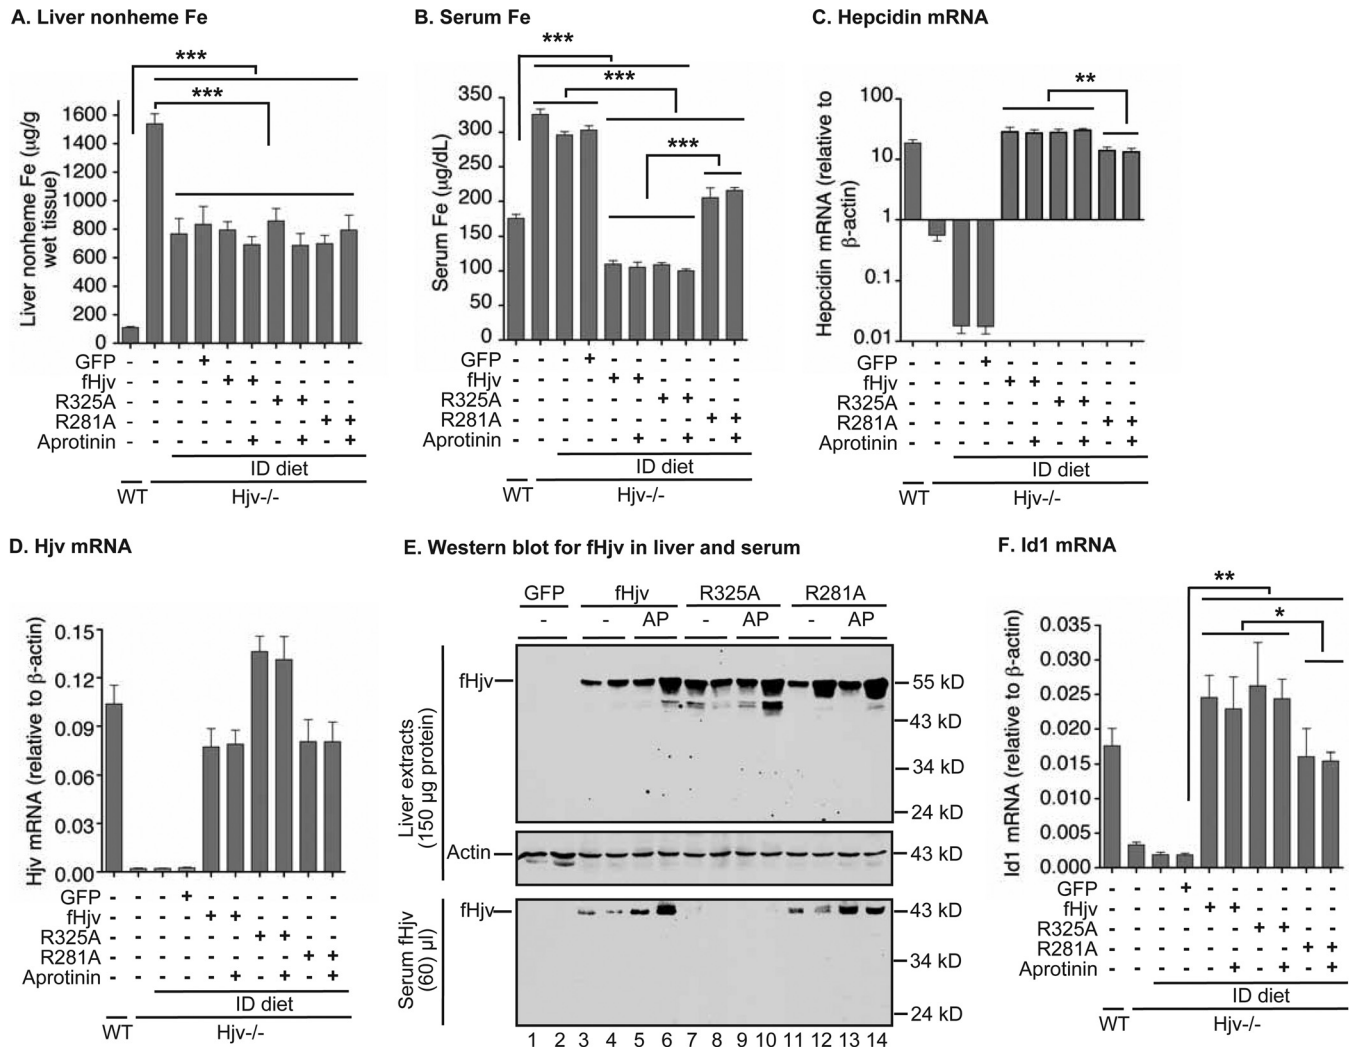 A. Liver nonheme Fe
***
***
Liver nonheme Fe (µg/g
wet tissue)
1600
1400
1200
1000
800
600
400
200
0
GFP - - - + - - - - - -
fHjv - - - - + + - - - -
R325A - - - - - - + + - -
R281A - - - - - - - - + +
Aprotinin - - - - - + - + - +
ID diet
WT Hjv-/-
B. Serum Fe
***
***
***
Serum Fe (µg/dL)
350
300
250
200
150
100
50
0
GFP - - - + - - - - - -
fHjv - - - - + + - - - -
R325A - - - - - - + + - -
R281A - - - - - - - - + +
Aprotinin - - - - - + - + - +
ID diet
WT Hjv-/-
C. Hepcidin mRNA
**
Hepcidin mRNA (relative to
β-actin)
100
10
1
0.1
0.01
GFP - - - + - - - - - -
fHjv - - - - + + - - - -
R325A - - - - - - + + - -
R281A - - - - - - - - + +
Aprotinin - - - - - + - + - +
ID diet
WT Hjv-/-
D. Hjv mRNA
Hjv mRNA (relative to β-actin)
0.15
0.12
0.09
0.06
0.03
0.00
GFP - - - + - - - - - -
fHjv - - - - + + - - - -
R325A - - - - - - + + - -
R281A - - - - - - - - + +
Aprotinin - - - - - + - + - +
ID diet
WT Hjv-/-
E. Western blot for fHjv in liver and serum
GFP fHjv R325A R281A
- - AP - AP - AP
Liver extracts
(150 µg protein)
fHjv
55 kD
43 kD
34 kD
24 kD
Actin
43 kD
Serum fHjv
(60) µl)
fHjv
43 kD
34 kD
24 kD
1 2 3 4 5 6 7 8 9 10 11 12 13 14
F. Id1 mRNA
**
*
Id1 mRNA (relative to β-actin)
0.035
0.030
0.025
0.020
0.015
0.010
0.005
0.000
GFP - - - + - - - - - -
fHjv - - - - + + - - - -
R325A - - - - - - + + - -
R281A - - - - - - - - + +
Aprotinin - - - - - + - + - +
ID diet
WT Hjv-/-